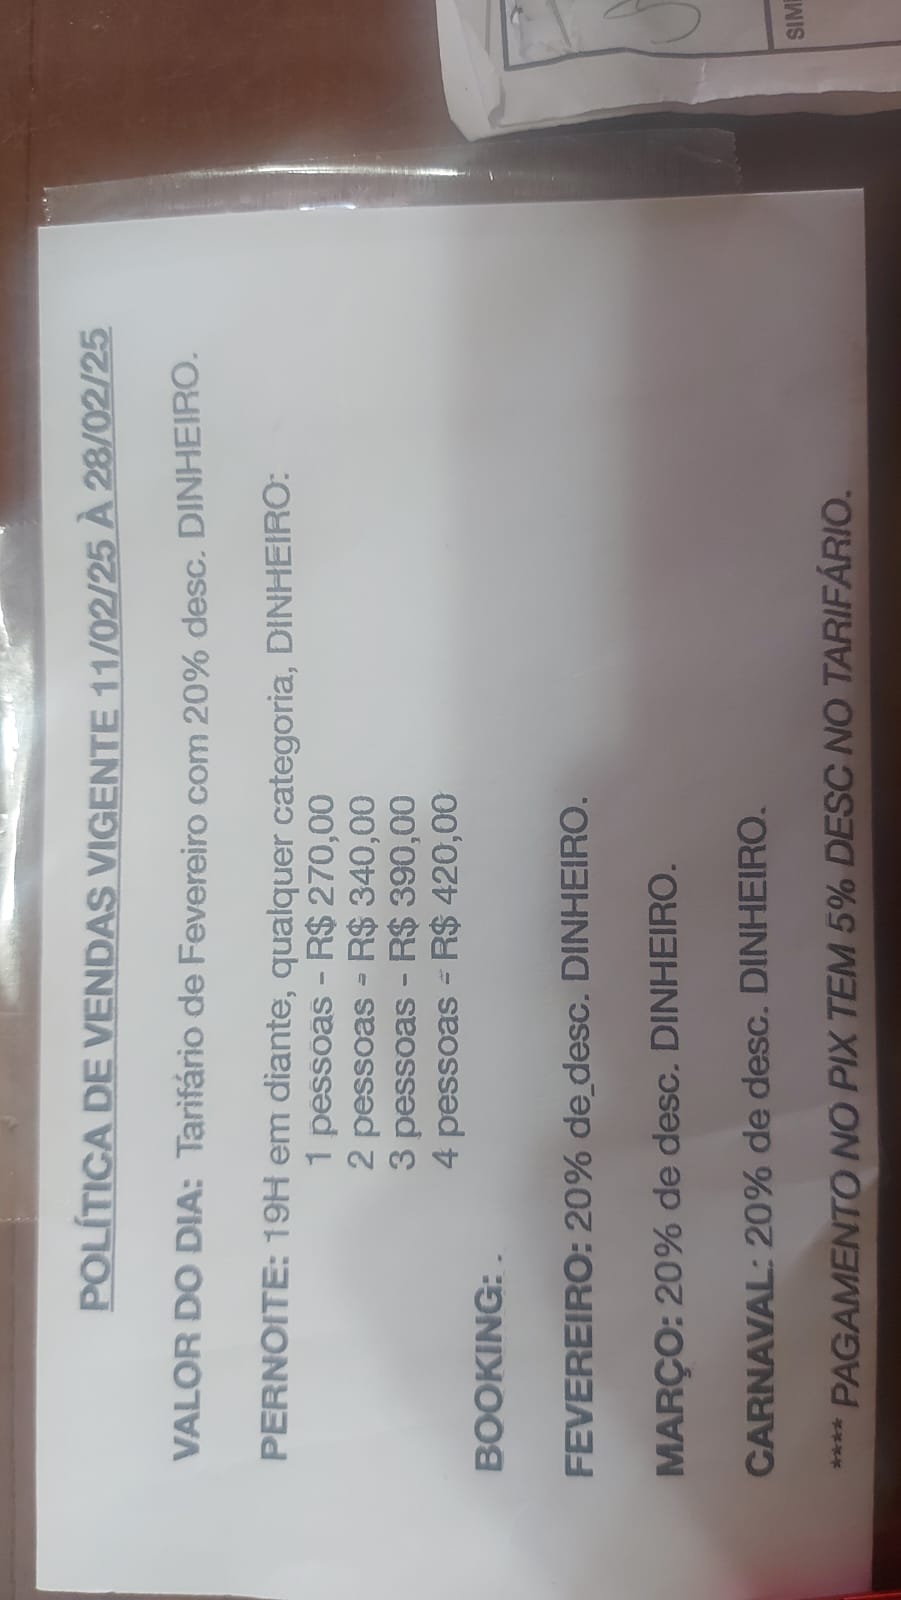 POLÍTICA DE VENDAS VIGENTE 11/02/25 À 28/02/25
VALOR DO DIA: Tarifário de Fevereiro com 20% desc. DINHEIRO.
PERNOITE: 19H em diante, qualquer categoria, DINHEIRO:
1 pessoas - R$ 270,00
2 pessoas - R$ 340,00
3 pessoas - R$ 390,00
4 pessoas - R$ 420,00
BOOKING: .
FEVEREIRO: 20% de_desc. DINHEIRO.
MARÇO: 20% de desc. DINHEIRO.
CARNAVAL: 20% de desc. DINHEIRO.
**** PAGAMENTO NO PIX TEM 5% DESC NO TARIFÁRIO.